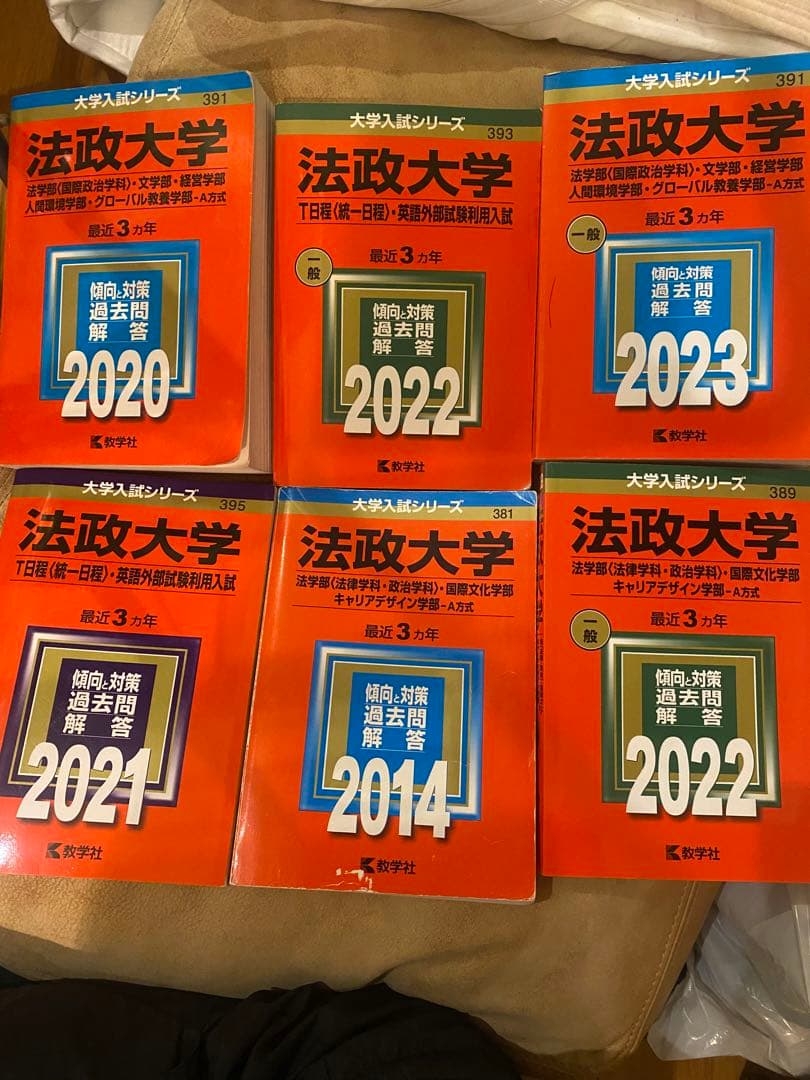 大学入試シリーズ
391
法政大学
法学部〈国際政治学科〉・文学部・経営学部
人間環境学部・グローバル教養学部-A方式
最近3カ年
傾向と対策
過去問
解答
2020
教学社
大学入試シリーズ
393
法政大学
T日程〈統一日程〉・英語外部試験利用入試
最近3カ年
一般
傾向と対策
過去問
解答
2022
教学社
大学入試シリーズ
391
法政大学
法学部〈国際政治学科〉・文学部・経営学部
人間環境学部・グローバル教養学部-A方式
最近3カ年
一般
傾向と対策
過去問
解答
2023
教学社
大学入試シリーズ
395
法政大学
T日程〈統一日程〉・英語外部試験利用入試
最近3カ年
傾向と対策
過去問
解答
2021
教学社
大学入試シリーズ
381
法政大学
法学部〈法律学科・政治学科〉・国際文化学部
キャリアデザイン学部-A方式
最近3カ年
傾向と対策
過去問
解答
2014
教学社
大学入試シリーズ
389
法政大学
法学部〈法律学科・政治学科〉・国際文化学部
キャリアデザイン学部-A方式
最近3カ年
一般
傾向と対策
過去問
解答
2022
教学社